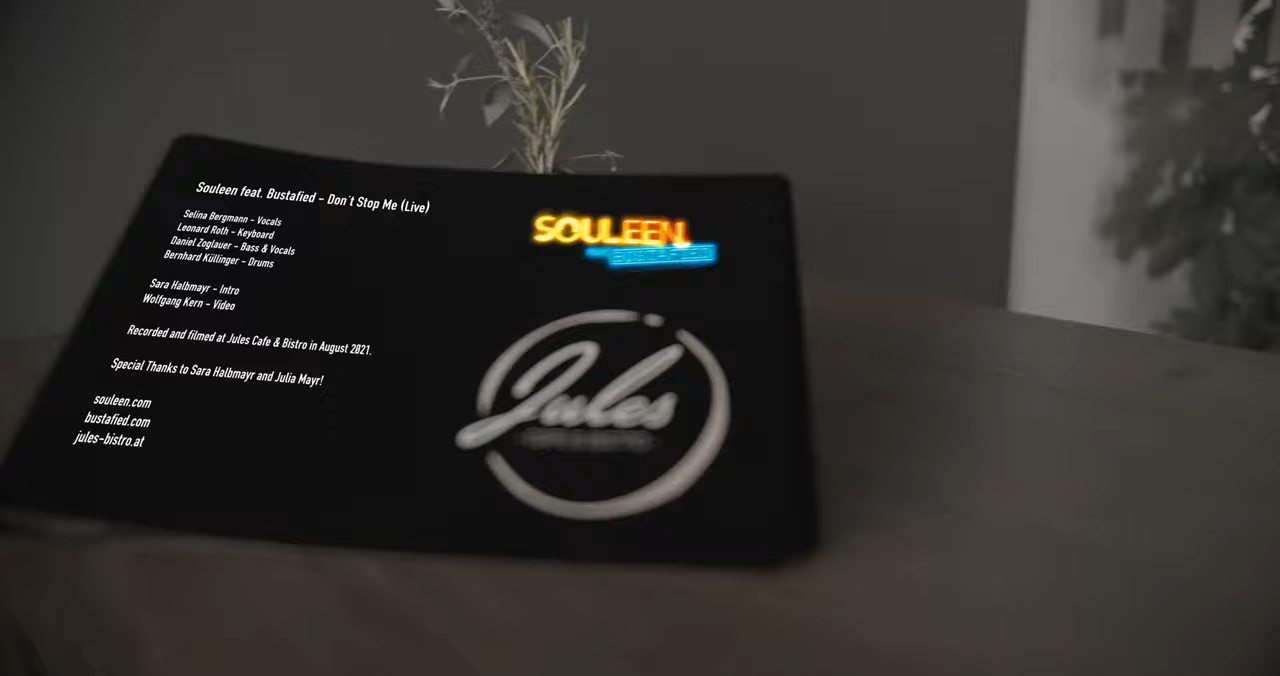 Souleen feat. Bustafied - Don't Stop Me (Live)
Selina Bergmann - Vocals
Leonard Roth - Keyboard
Daniel Zoglauer - Bass & Vocals
Bernhard Küllinger - Drums
Sara Halbmayr - Intro
Wolfgang Kern - Video
Recorded and filmed at Jules Cafe & Bistro in August 2021.
Special Thanks to Sara Halbmayr and Julia Mayr!
souleen.com
bustafied.com
jules-bistro.at
SOULEEN
Jules